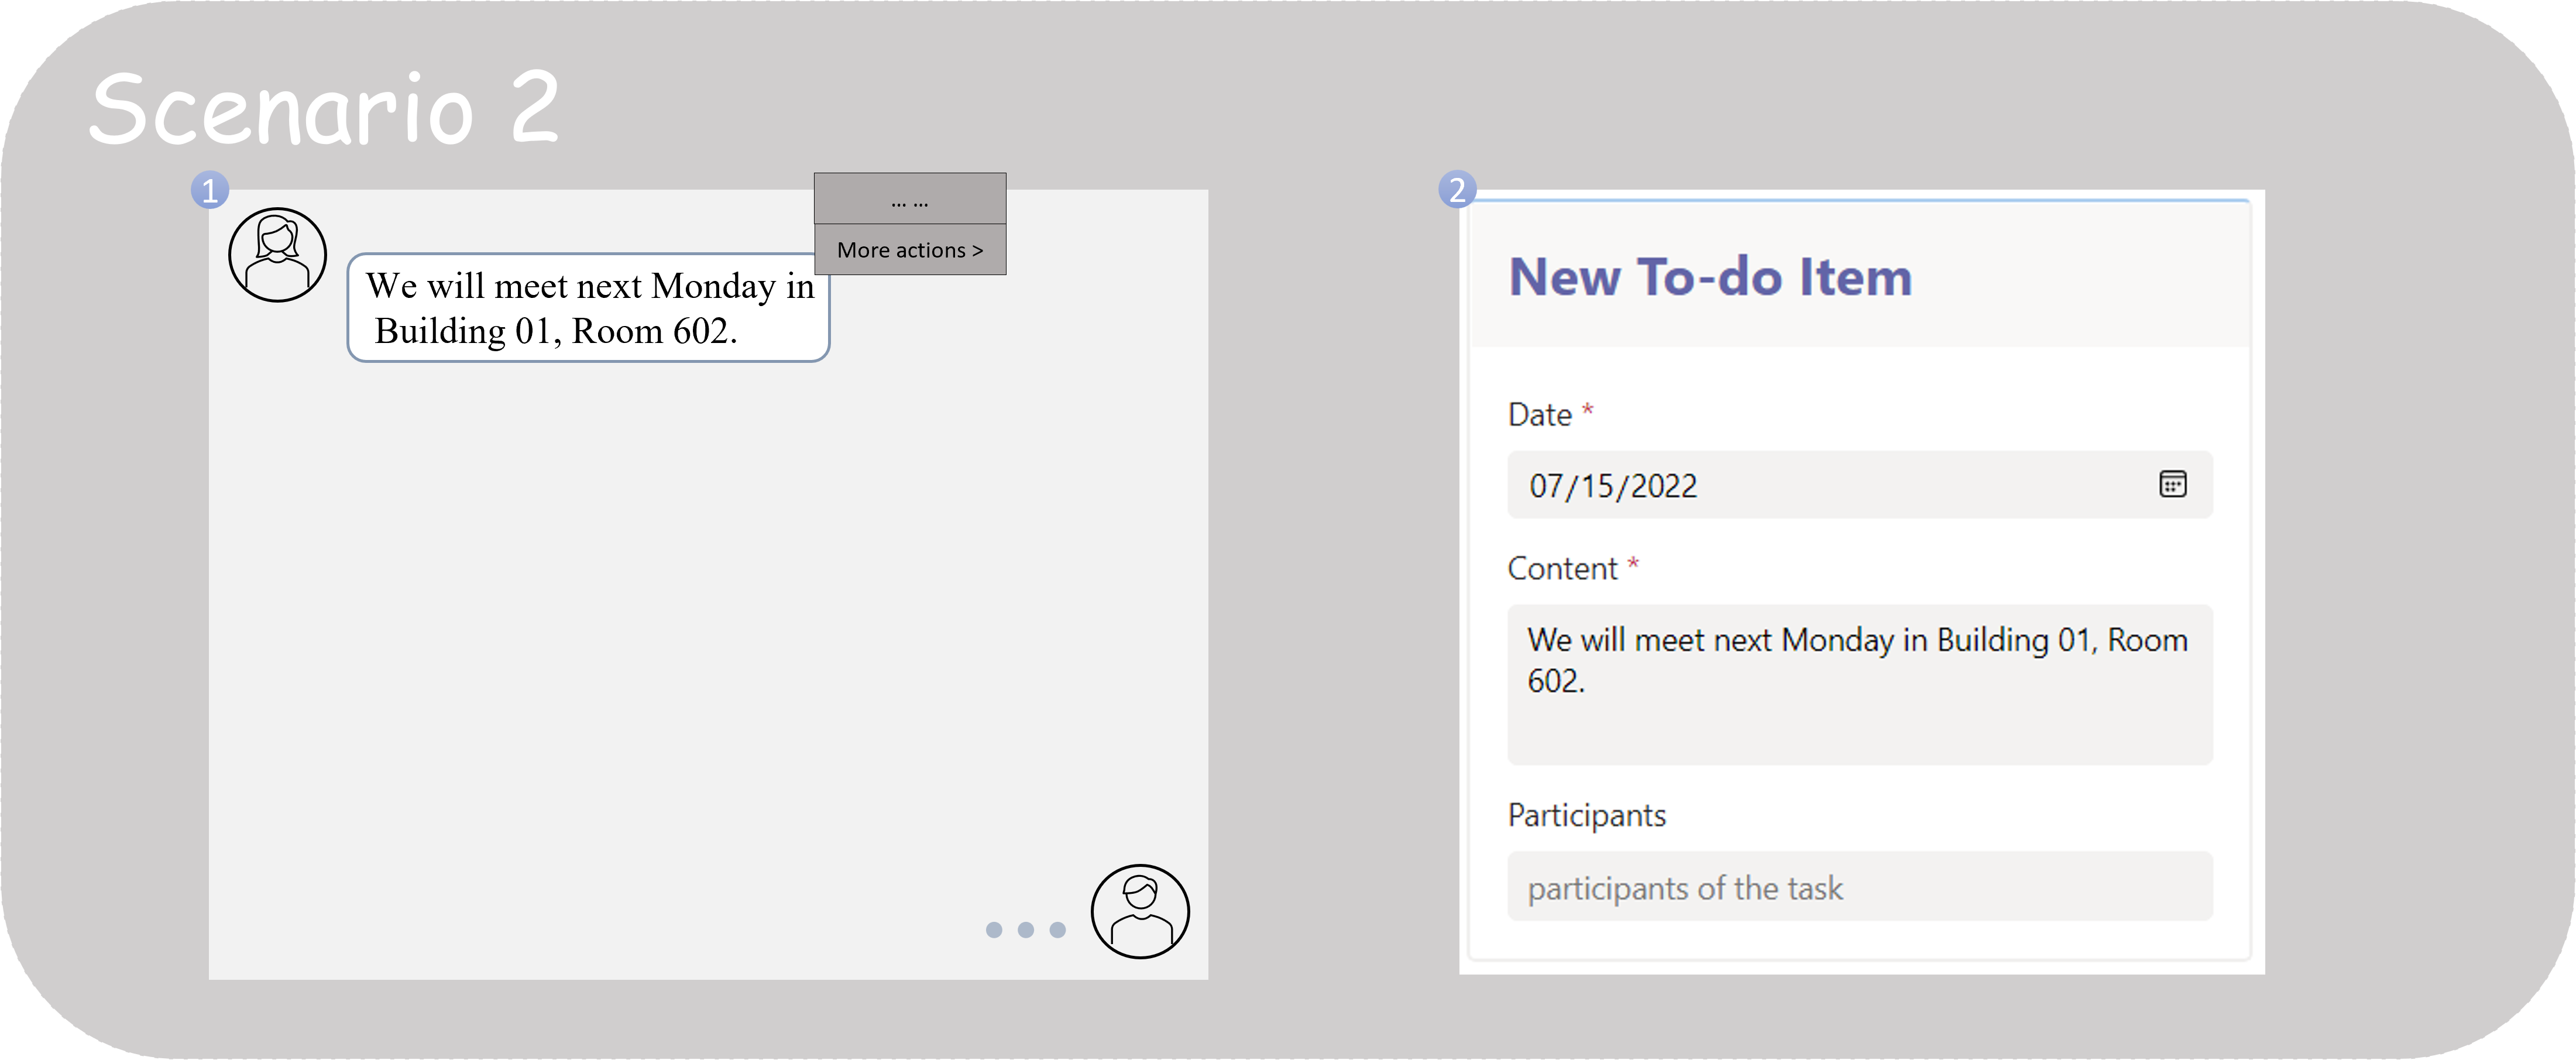 Scenario 2
1
... ...
More actions >
We will meet next Monday in
Building 01, Room 602.
2
New To-do Item
Date *
07/15/2022
Content *
We will meet next Monday in Building 01, Room
602.
Participants
participants of the task